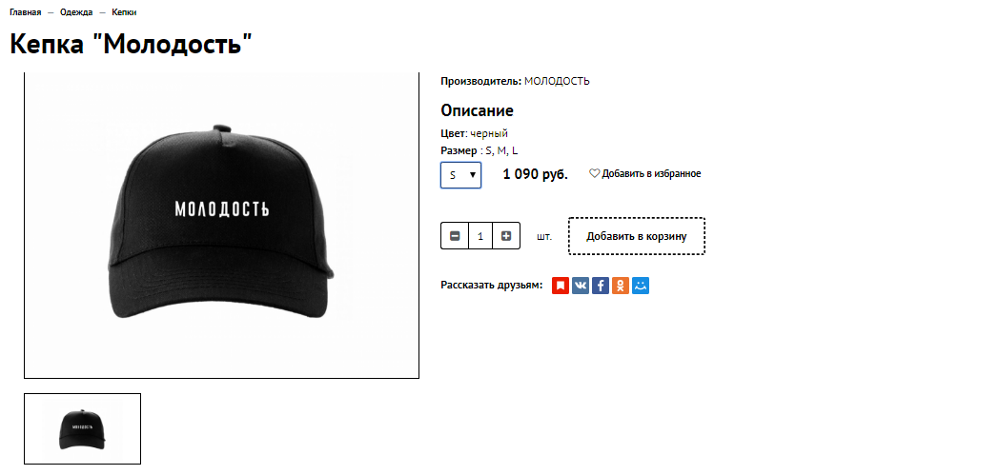 Главная — Одежда — Кепки
Кепка "Молодость"
МОЛОДОСТЬ
МОЛОДОСТЬ
Производитель: МОЛОДОСТЬ
Описание
Цвет: черный
Размер : S, M, L
S 1 090 руб. Добавить в избранное
1 шт. Добавить в корзину
Рассказать друзьям: